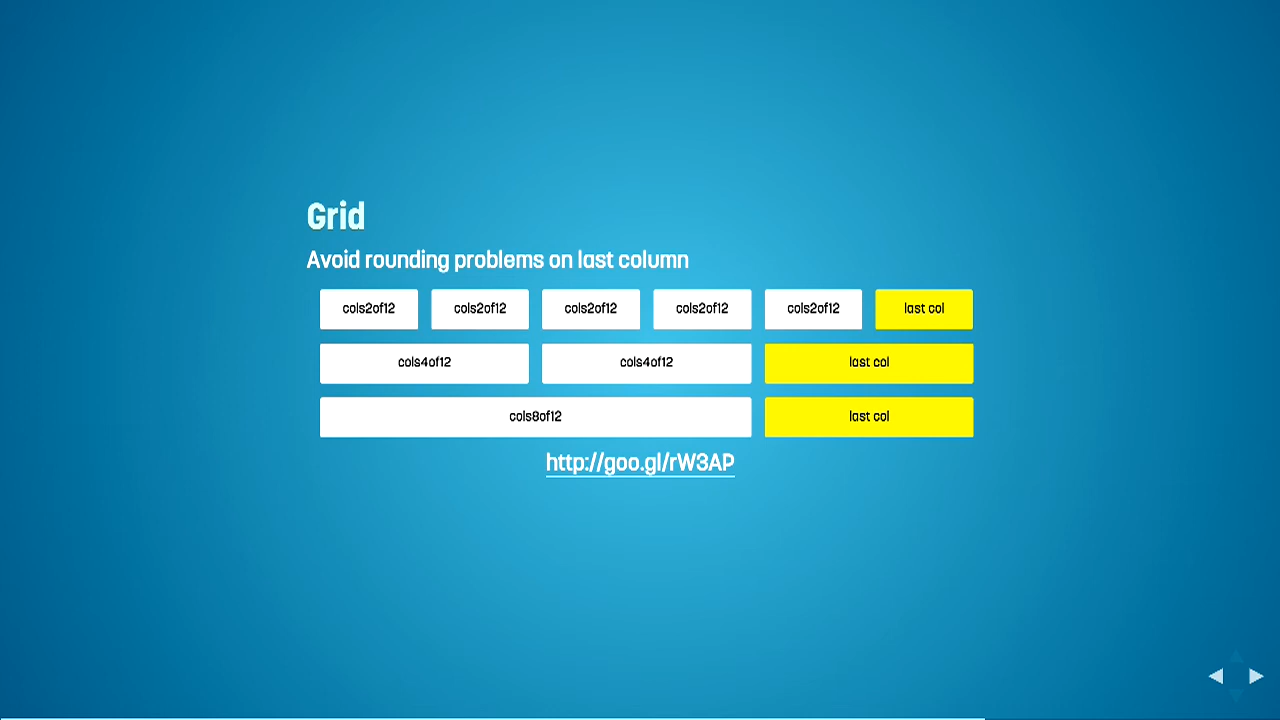 Grid
Avoid rounding problems on last column
cols2of12 cols2of12 cols2of12 cols2of12 cols2of12 last col
cols4of12 cols4of12 last col
cols8of12 last col
http://goo.gl/rW3AP